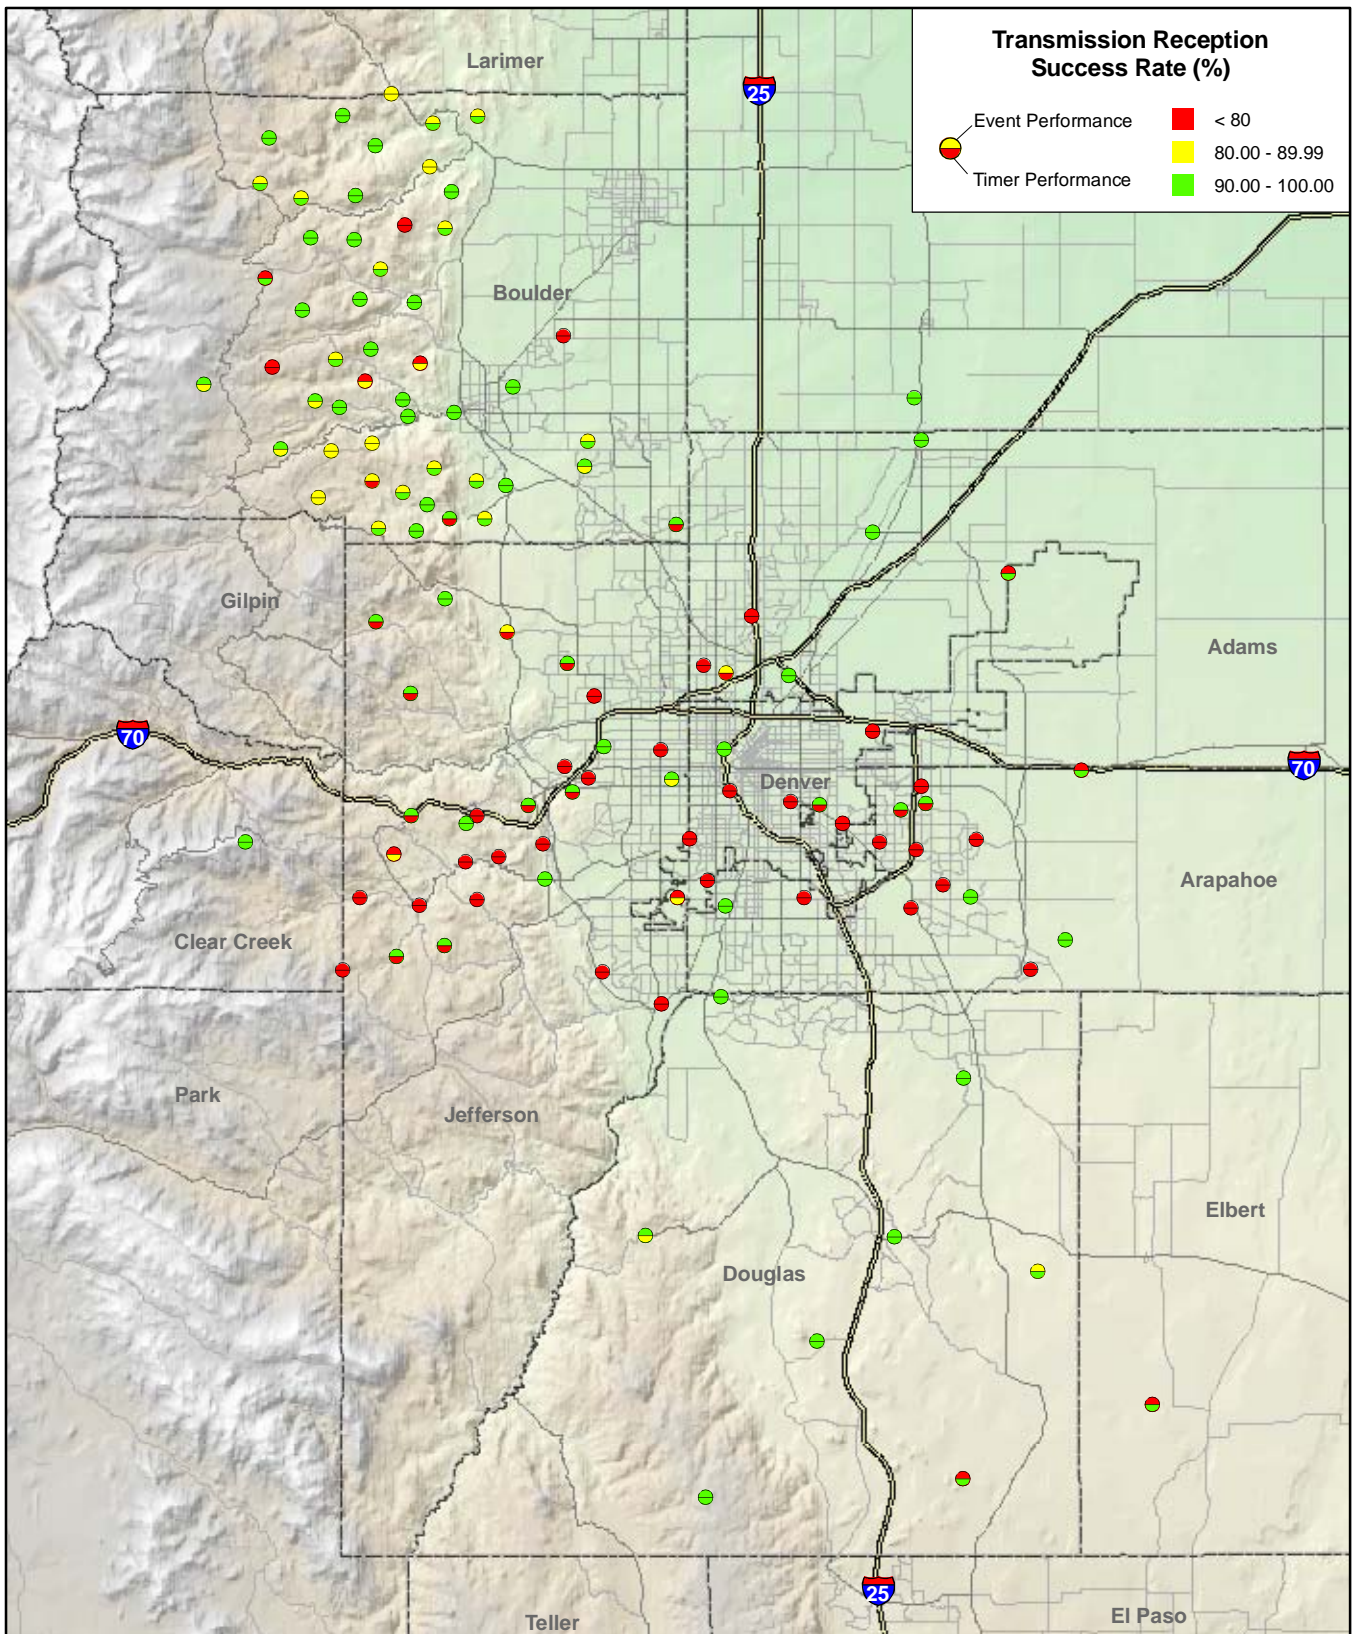 Transmission Reception
Success Rate (%)
Event Performance
Timer Performance
< 80
80.00 - 89.99
90.00 - 100.00
Larimer
25
Boulder
Gilpin
Adams
70
70
Denver
Arapahoe
Clear Creek
Park
Jefferson
Elbert
Douglas
25
Teller
El Paso